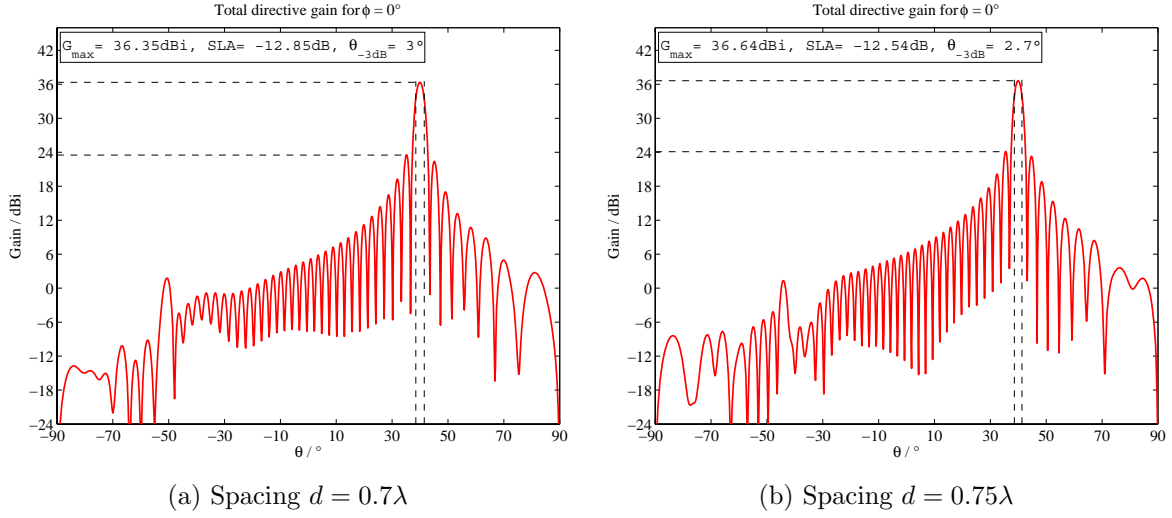 Total directive gain for ϕ = 0°
G_max= 36.35dBi, SLA= -12.85dB, θ_-3dB= 3°
42
36
30
24
18
12
6
0
−6
−12
−18
−24
Gain / dBi
−90 −70 −50 −30 −10 10 30 50 70 90
θ / °
(a) Spacing d = 0.7λ
Total directive gain for ϕ = 0°
G_max= 36.64dBi, SLA= -12.54dB, θ_-3dB= 2.7°
42
36
30
24
18
12
6
0
−6
−12
−18
−24
Gain / dBi
−90 −70 −50 −30 −10 10 30 50 70 90
θ / °
(b) Spacing d = 0.75λ